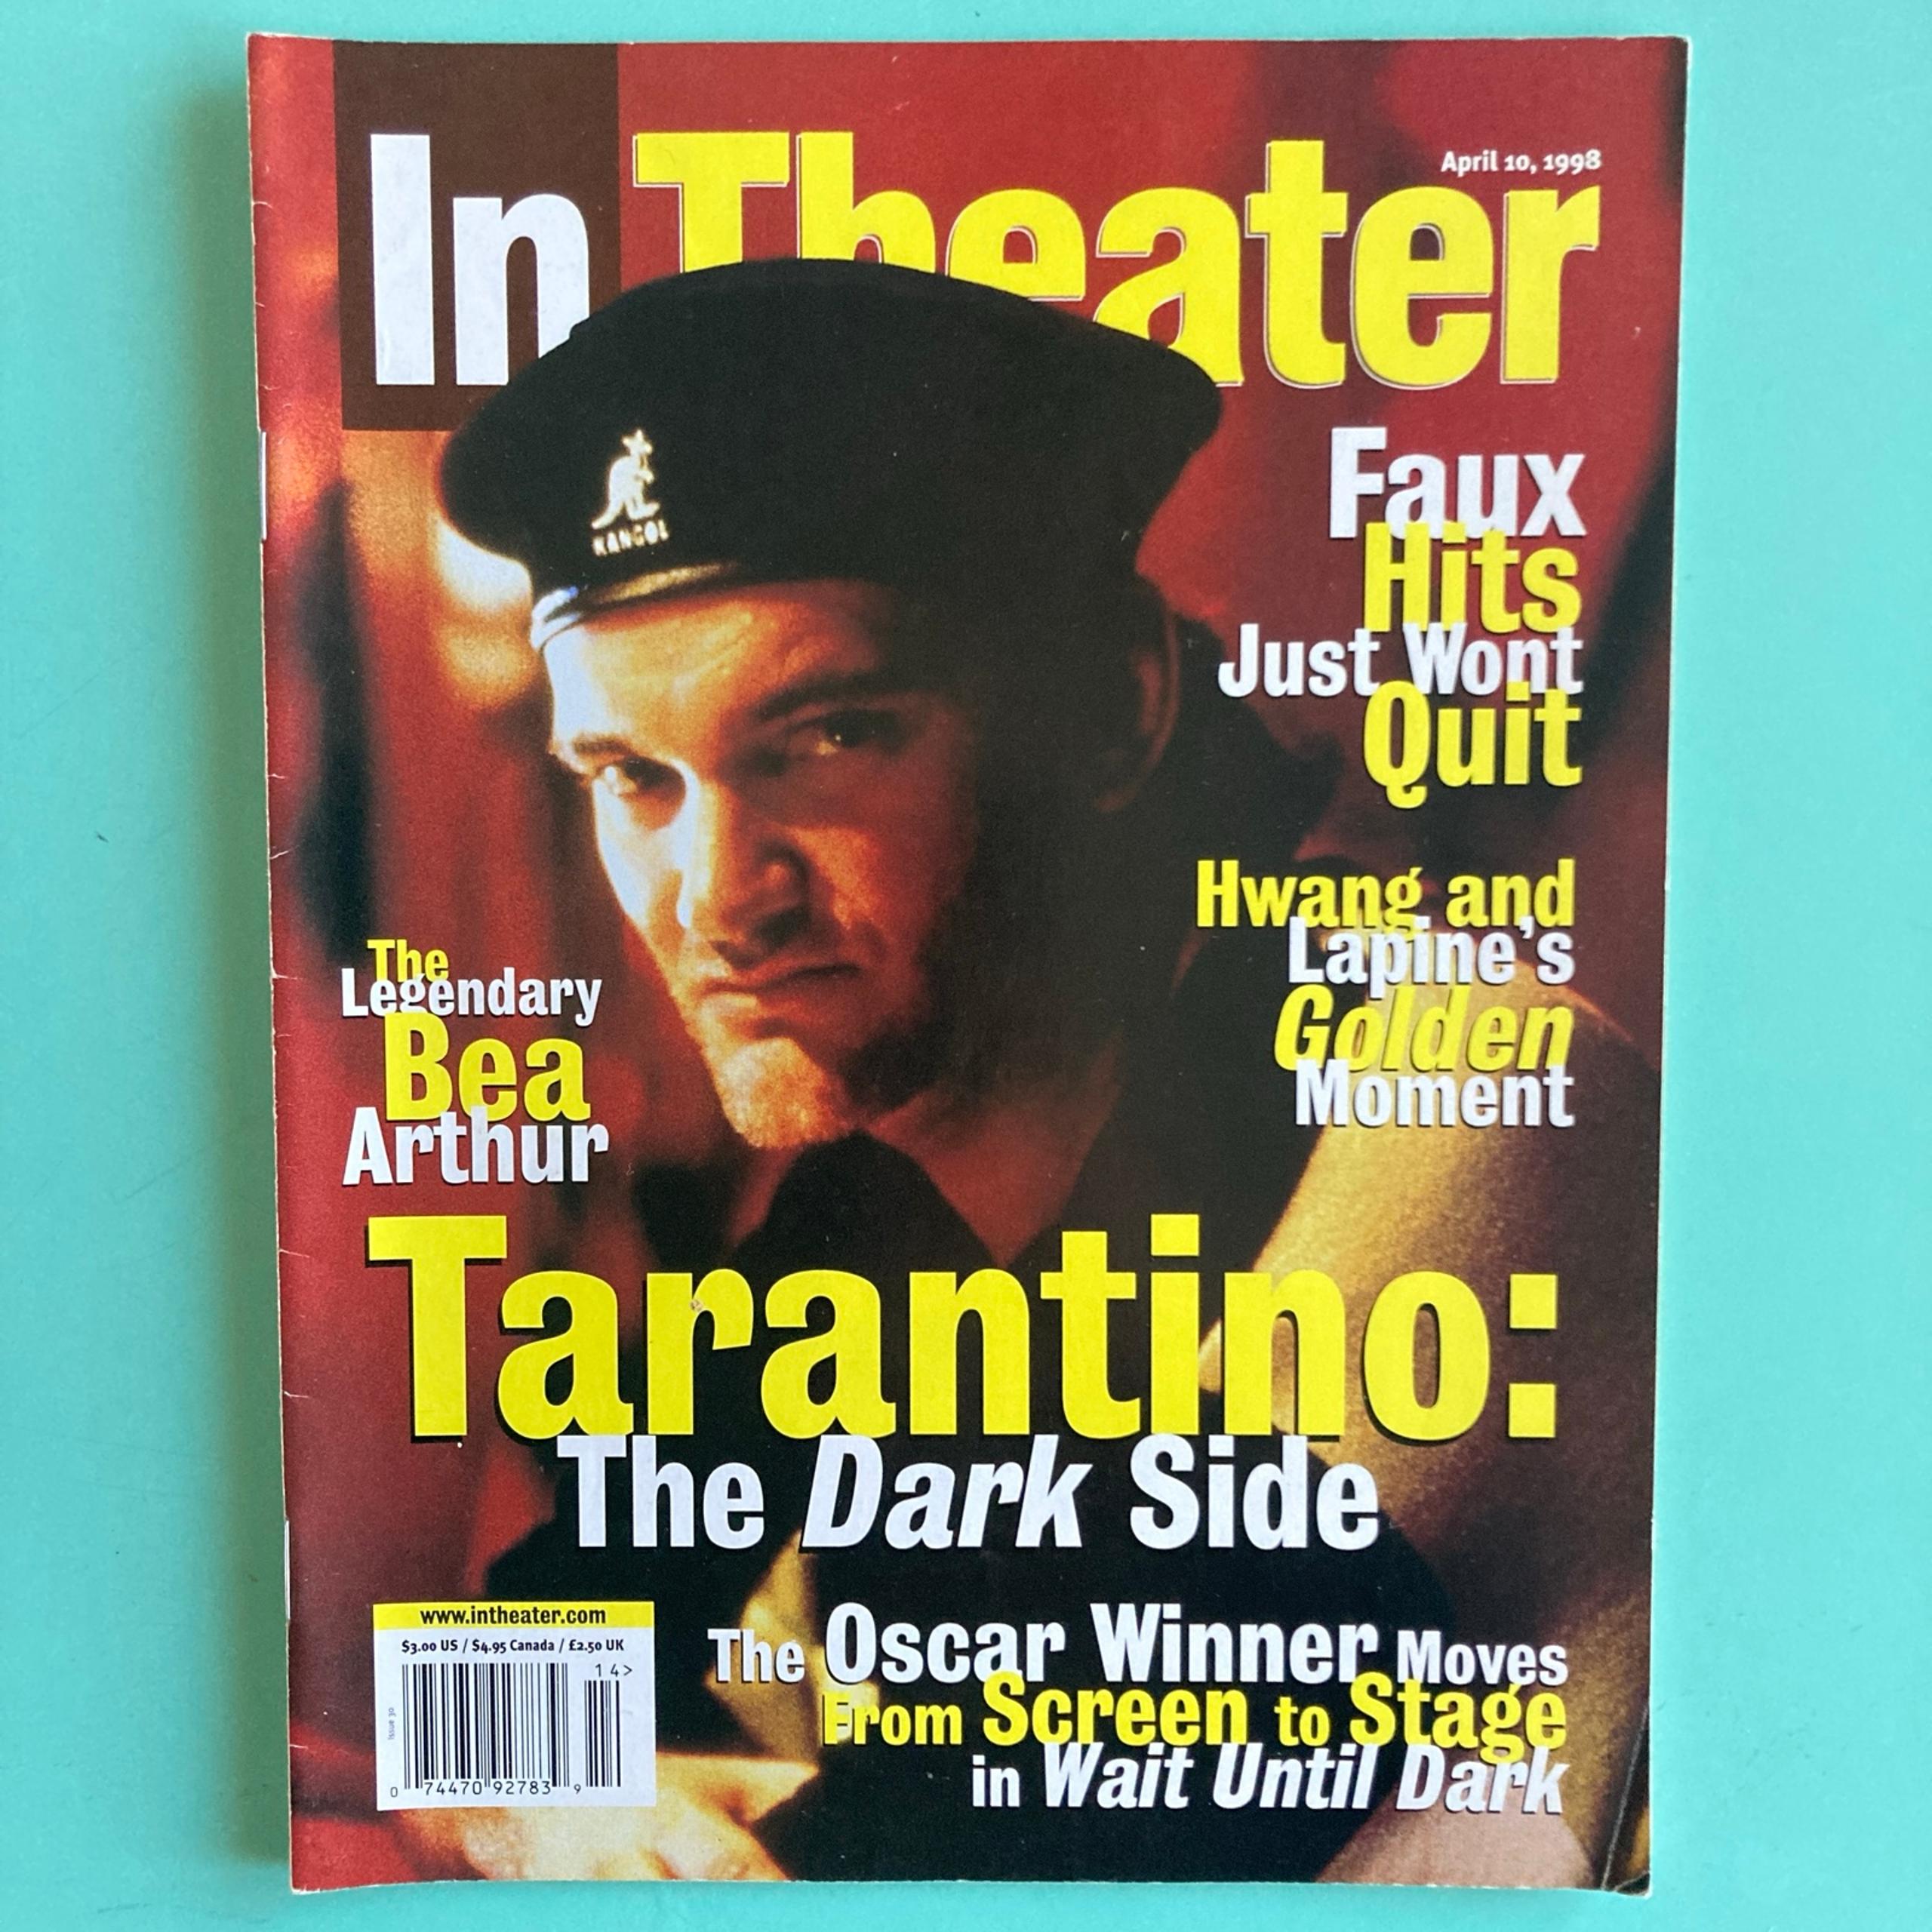 April 10, 1998
In Theater
KANGOL
Faux
Hits
Just Wont
Quit
Hwang and
Lapine's
Golden
Moment
The
Legendary
Bea
Arthur
Tarantino:
The Dark Side
The Oscar Winner Moves
From Screen to Stage
in Wait Until Dark
www.intheater.com
$3.00 US / $4.95 Canada / £2.50 UK
14>
Issue 30
0 74470 92783 9